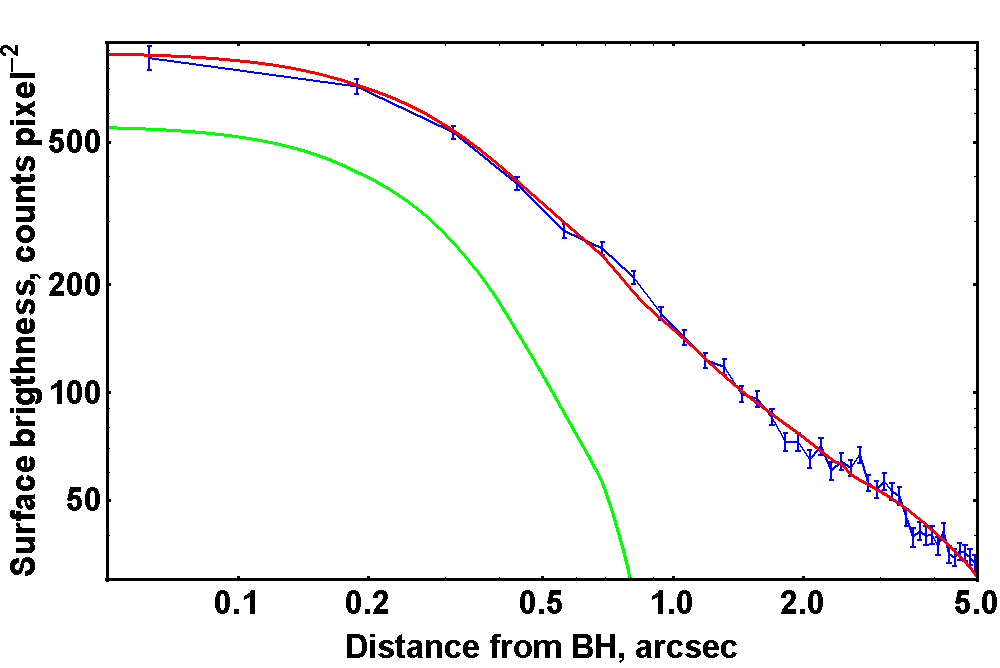 Surface brigthness, counts pixel⁻²
500
200
100
50
0.1 0.2 0.5 1.0 2.0 5.0
Distance from BH, arcsec